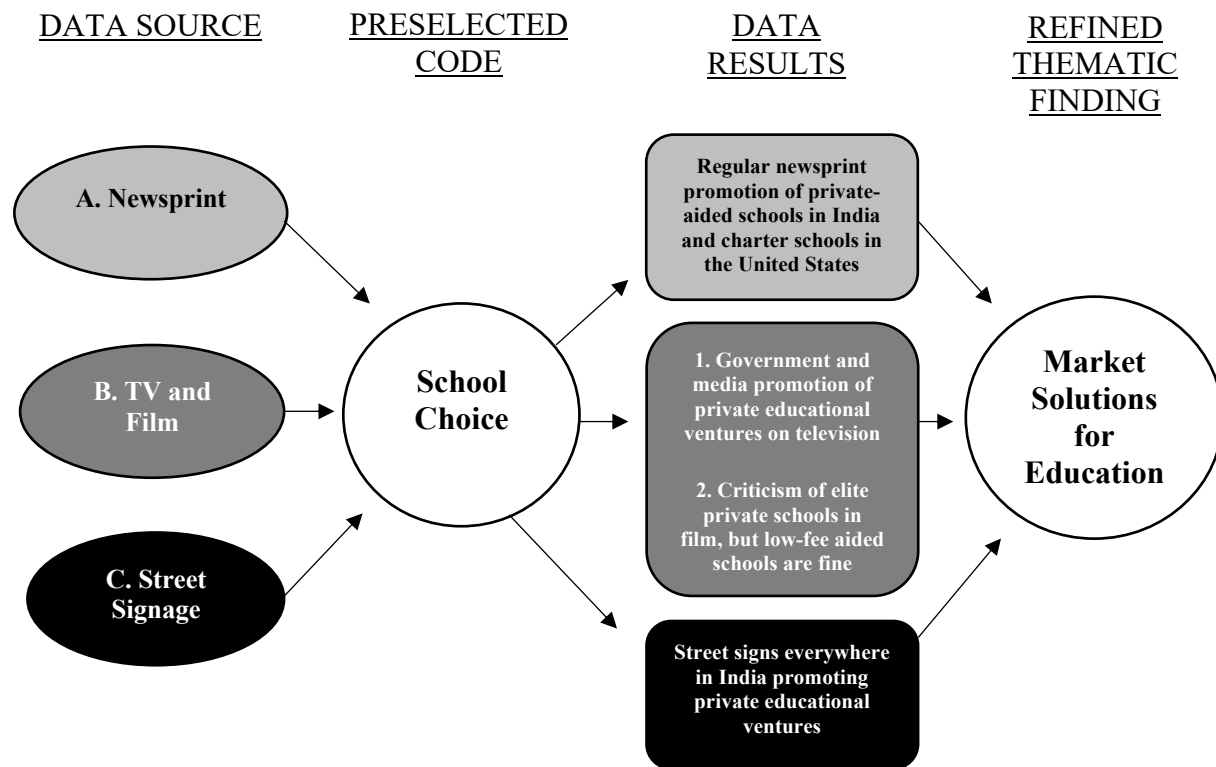 DATA SOURCE
PRESELECTED
CODE
DATA
RESULTS
REFINED
THEMATIC
FINDING
A. Newsprint
B. TV and
Film
C. Street
Signage
School
Choice
Regular newsprint
promotion of private-
aided schools in India
and charter schools in
the United States
1. Government and
media promotion of
private educational
ventures on television
2. Criticism of elite
private schools in
film, but low-fee aided
schools are fine
Street signs everywhere
in India promoting
private educational
ventures
Market
Solutions
for
Education